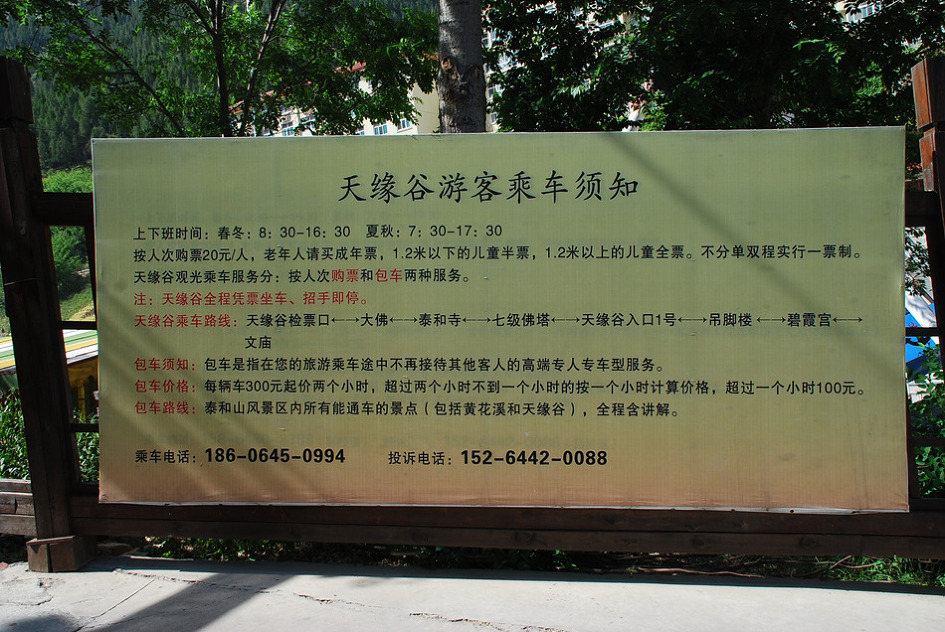 天缘谷游客乘车须知
上下班时间：春冬：8：30-16：30 夏秋：7；30-17：30
按人次购票20元/人，老年人请买成年票，1.2米以下的儿童半票，1.2米以上的儿童全票。不分单双程实行一票制。
天缘谷观光乘车服务分：按人次购票和包车两种服务。
注：天缘谷全程凭票坐车、招手即停。
天缘谷乘车路线：天缘谷检票口⟷大佛⟷泰和寺⟷七级佛塔⟷天缘谷入口1号⟷吊脚楼⟷碧霞宫⟷
文庙
包车须知：包车是指在您的旅游乘车途中不再接待其他客人的高端专人专车型服务。
包车价格：每辆车300元起价两个小时，超过两个小时不到一个小时的按一个小时计算价格，超过一个小时100元。
包车路线：泰和山风景区内所有能通车的景点（包括黄花溪和天缘谷），全程含讲解。
乘车电话：186-0645-0994 投诉电话：152-6442-0088